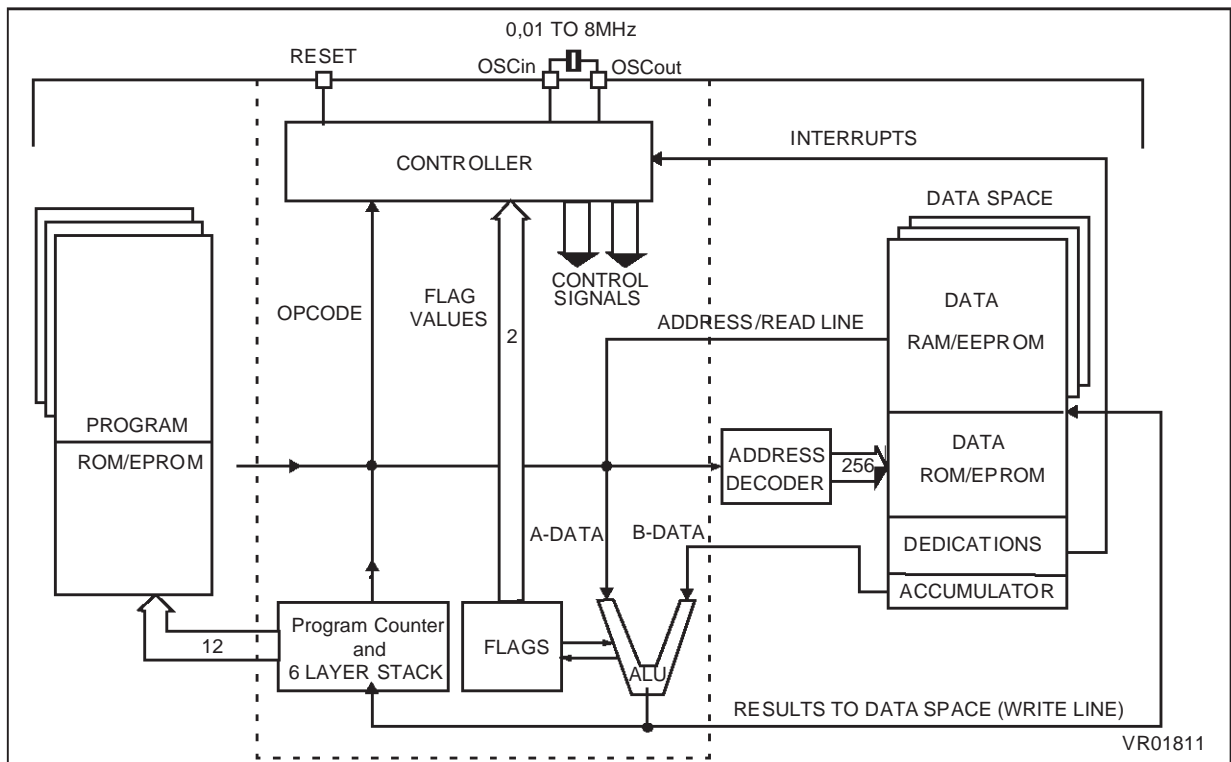 0,01 TO 8MHz
RESET
OSCin
OSCout
INTERRUPTS
CONTROLLER
DATA SPACE
CONTROL
SIGNALS
OPCODE
FLAG
VALUES
2
ADDRESS/READ LINE
DATA
RAM/EEPROM
PROGRAM
ROM/EPROM
ADDRESS
DECODER
256
DATA
ROM/EPROM
A-DATA
B-DATA
DEDICATIONS
ACCUMULATOR
12
Program Counter
and
6 LAYER STACK
FLAGS
ALU
RESULTS TO DATA SPACE (WRITE LINE)
VR01811